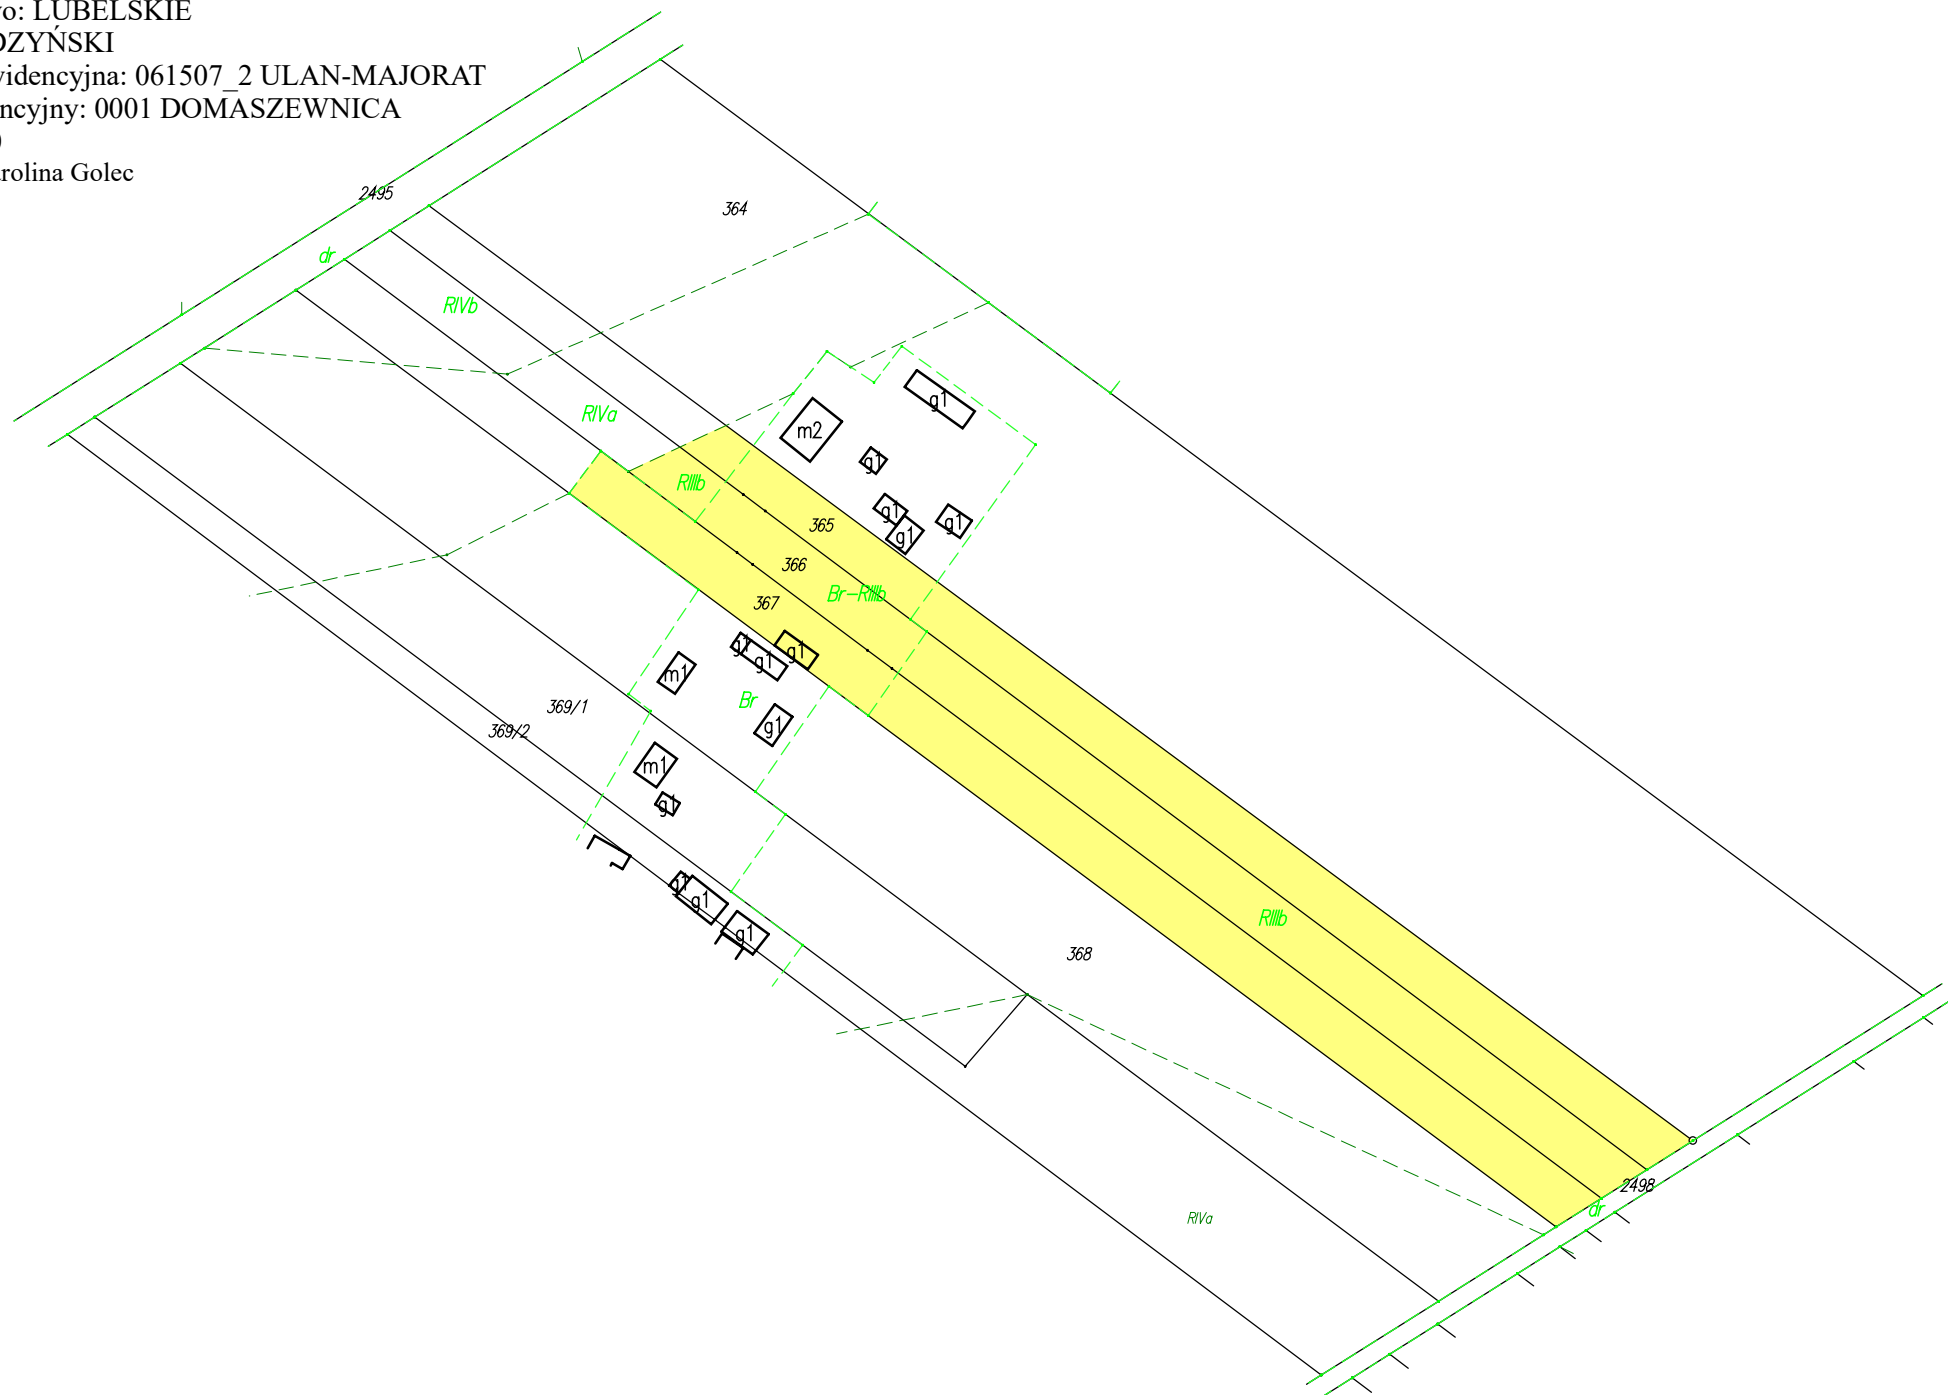 o: LUBELSKIE
DZYŃSKI
widencyjna: 061507_2 ULAN-MAJORAT
ncyjny: 0001 DOMASZEWNICA
)
rolina Golec
2495
364
dr
RIVb
RIVa
g1
m2
g1
RIIIb
g1
g1
g1
365
366
Br-RIIIb
367
g1
g1
g1
m1
Br
369/1
g1
369/2
m1
g1
g1
g1
g1
RIIIb
368
2498
dr
RIVa